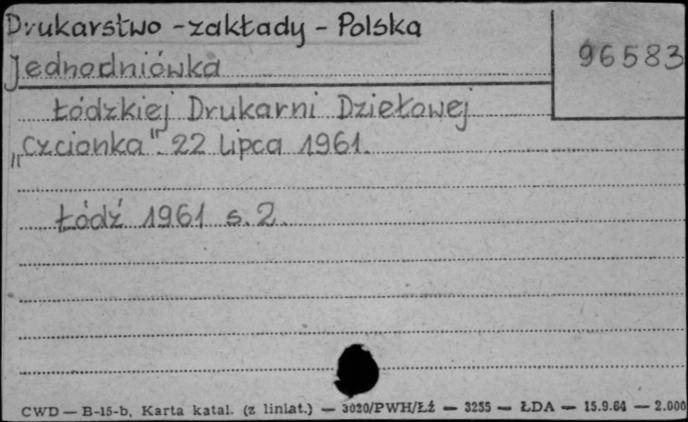 Drukarstwo - zakłady - Polska
96583
Jednodniówka
Łódzkiej Drukarni Dziełowej
"Czcionka". 22 lipca 1961.
Łódź 1961 s. 2.
CWD — B-15-b, Karta katal. (z liniat.) — 3020/PWH/Łź — 3255 — ŁDA — 15.9.64 — 2.000